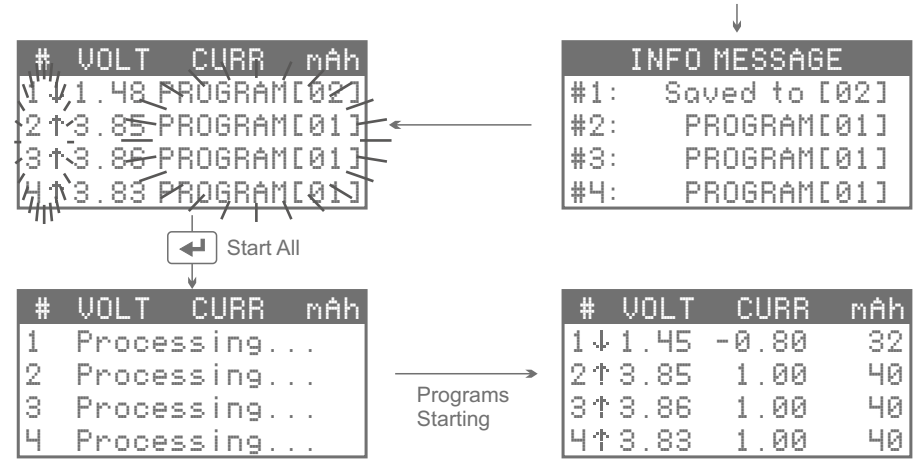 # VOLT CURR mAh
1↓1.48 PROGRAM[02]
2↑3.85 PROGRAM[01]
3↑3.86 PROGRAM[01]
4↑3.83 PROGRAM[01]
INFO MESSAGE
#1: Saved to [02]
#2: PROGRAM[01]
#3: PROGRAM[01]
#4: PROGRAM[01]
Start All
# VOLT CURR mAh
1 Processing...
2 Processing...
3 Processing...
4 Processing...
Programs
Starting
# VOLT CURR mAh
1↓1.45 -0.80 32
2↑3.85 1.00 40
3↑3.86 1.00 40
4↑3.83 1.00 40